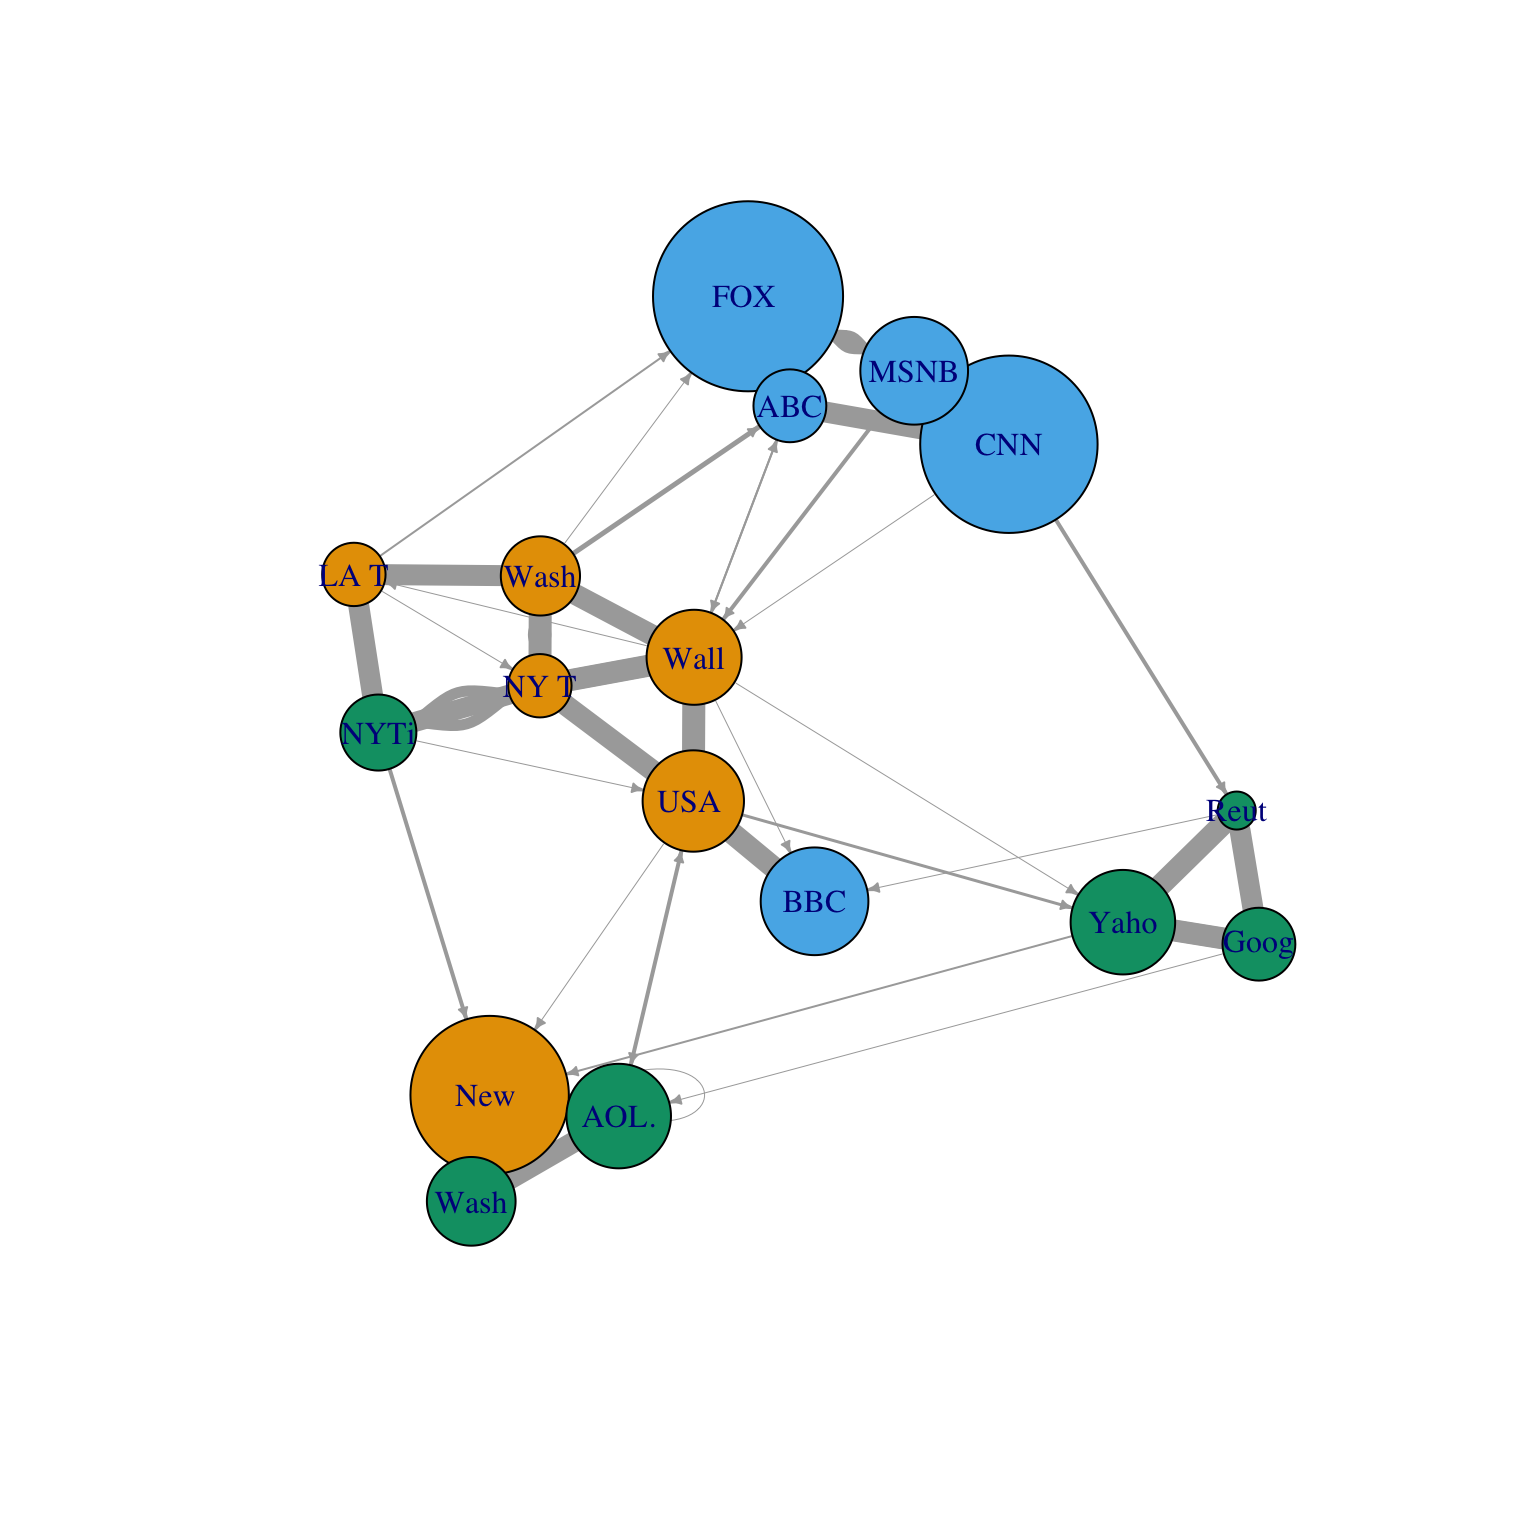 FOX
MSNB
ABC
CNN
LA T
Wash
Wall
NY T
NYTi
USA
Reut
BBC
Yaho
Goog
New
AOL.
Wash